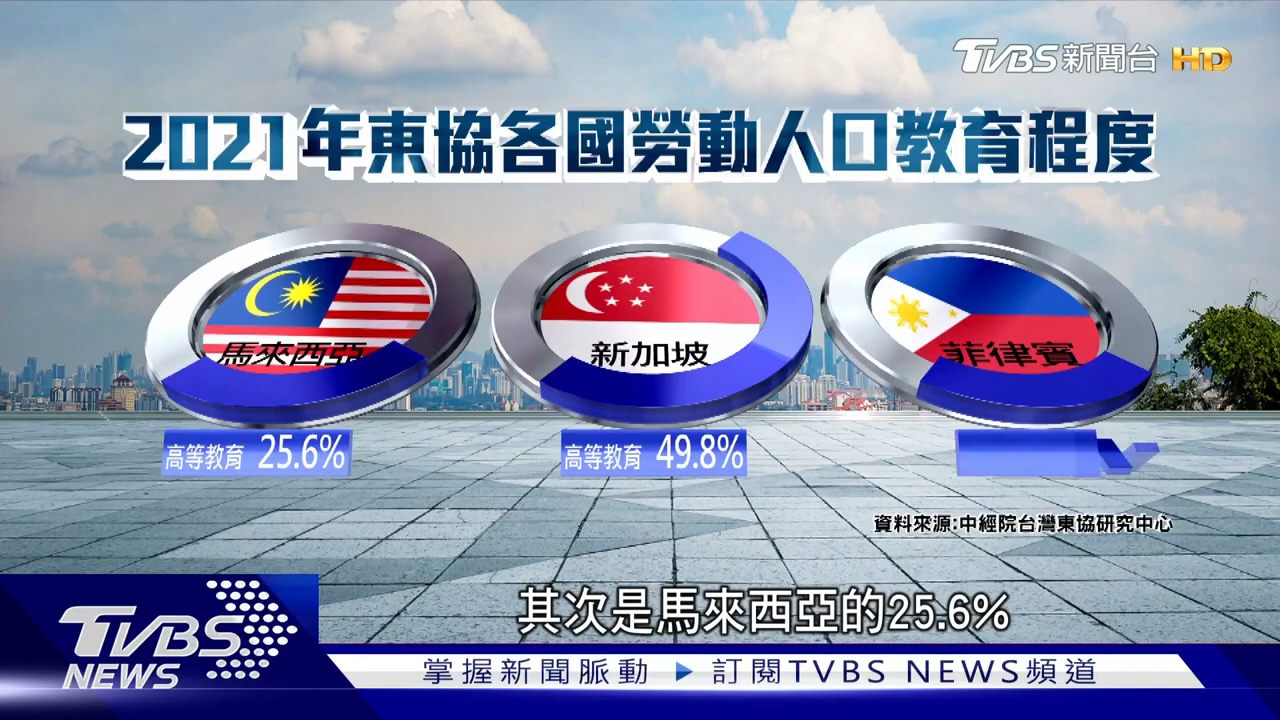 TVBS新聞台 HD
2021年東協各國勞動人口教育程度
馬來西亞
新加坡
菲律賓
高等教育 25.6%
高等教育 49.8%
資料來源:中經院台灣東協研究中心
其次是馬來西亞的25.6%
TVBS
NEWS
掌握新聞脈動 ▶ 訂閱TVBS NEWS頻道